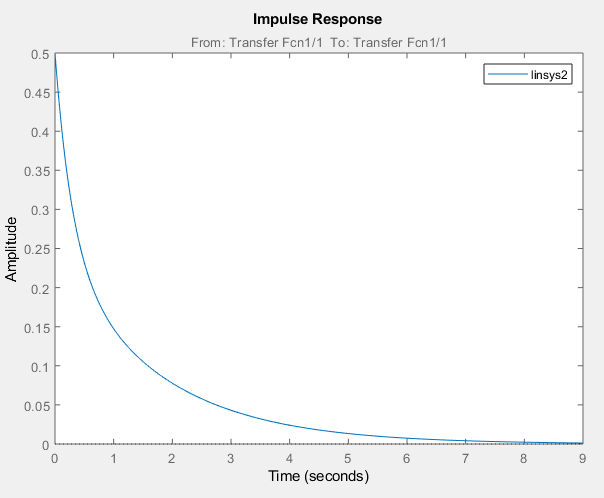 Impulse Response
From: Transfer Fcn1/1 To: Transfer Fcn1/1
linsys2
0.5
0.45
0.4
0.35
0.3
0.25
0.2
0.15
0.1
0.05
0
Amplitude
0 1 2 3 4 5 6 7 8 9
Time (seconds)